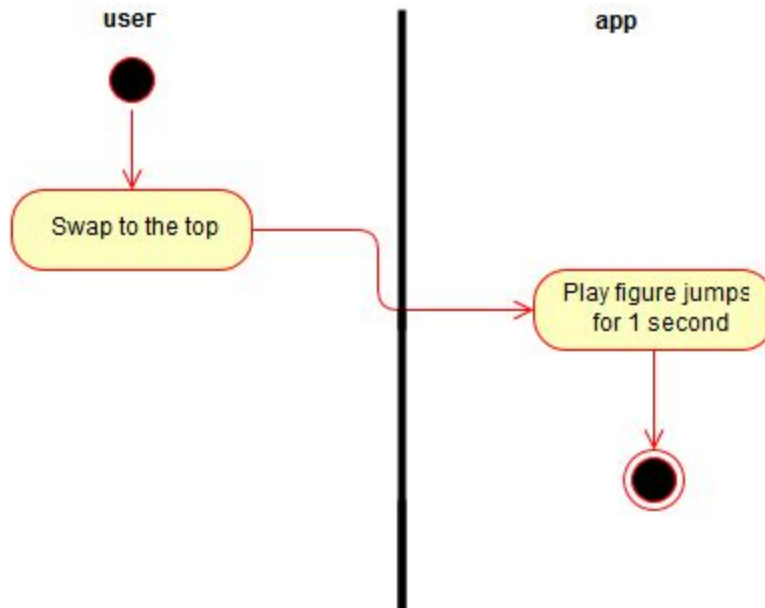 user
app
Swap to the top
Play figure jumps
for 1 second